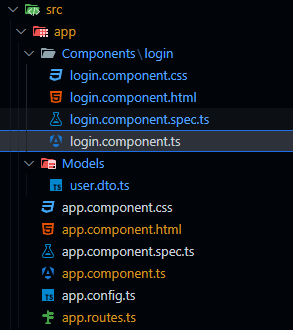 src
app
Components\login
login.component.css
login.component.html
login.component.spec.ts
login.component.ts
Models
TS user.dto.ts
app.component.css
app.component.html
app.component.spec.ts
app.component.ts
TS app.config.ts
app.routes.ts